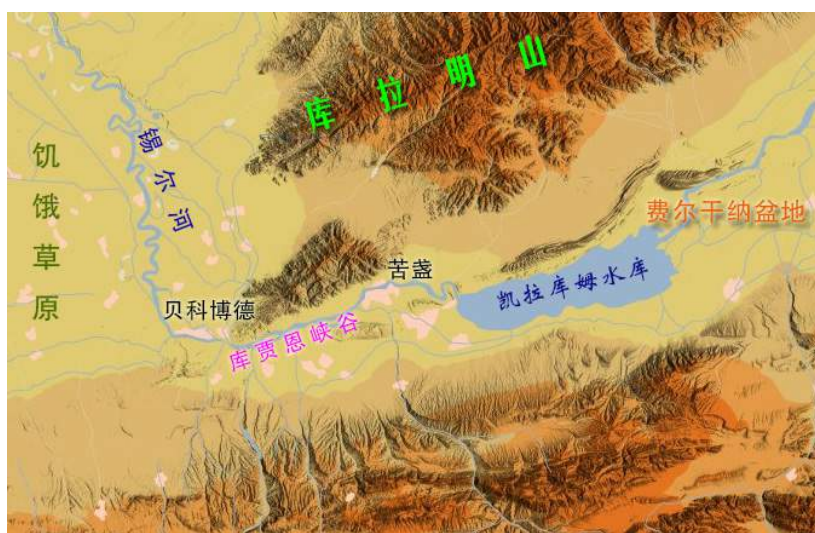 库拉明山
锡尔河
饥饿草原
费尔干纳盆地
苦盏
凯拉库姆水库
贝科博德
库贾恩峡谷